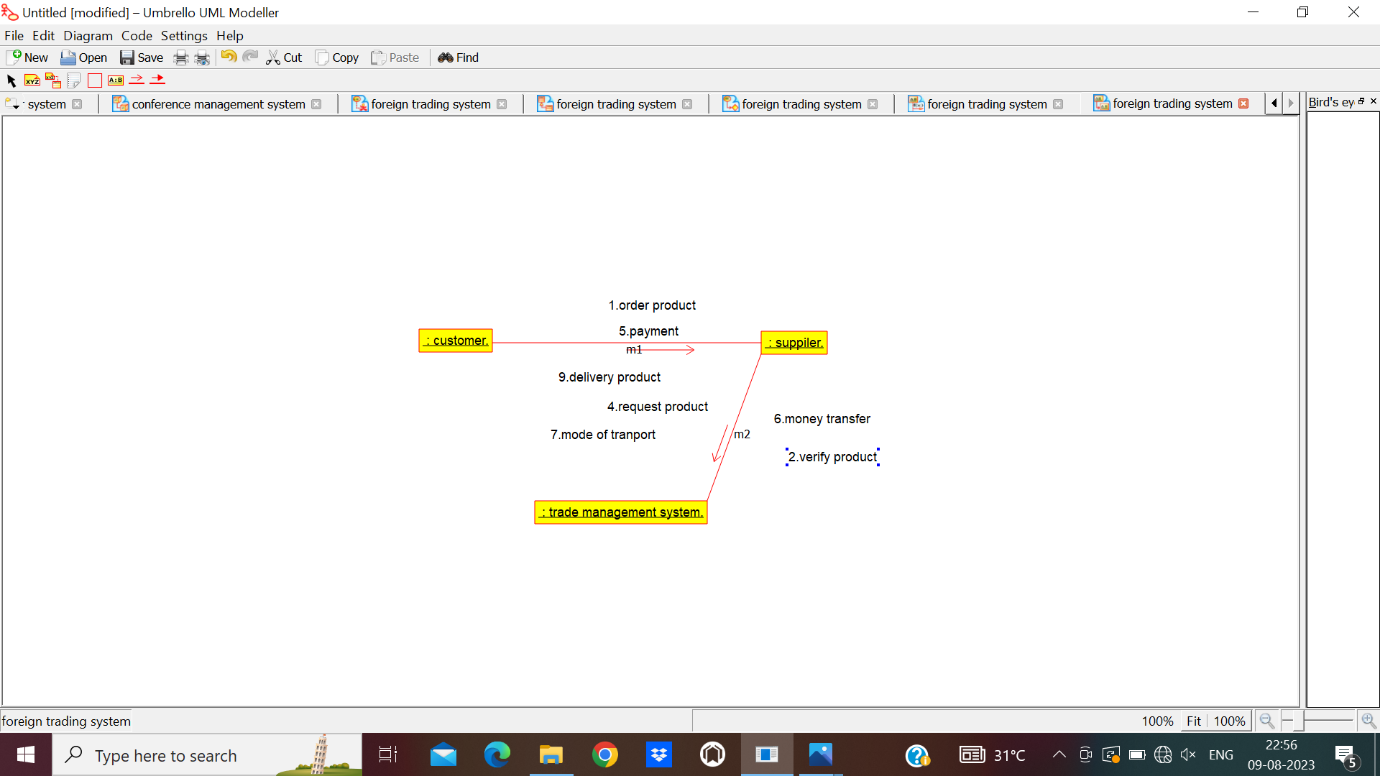 Untitled [modified] – Umbrello UML Modeller
File Edit Diagram Code Settings Help
New Open Save Cut Copy Paste Find
XYZ A:B
system conference management system foreign trading system foreign trading system foreign trading system foreign trading system foreign trading system Bird's ey
1.order product
5.payment
: customer. : suppiler.
m1
9.delivery product
4.request product
6.money transfer
7.mode of tranport m2
2.verify product
: trade management system.
foreign trading system 100% Fit 100%
Type here to search 31°C ENG 22:56
09-08-2023 5